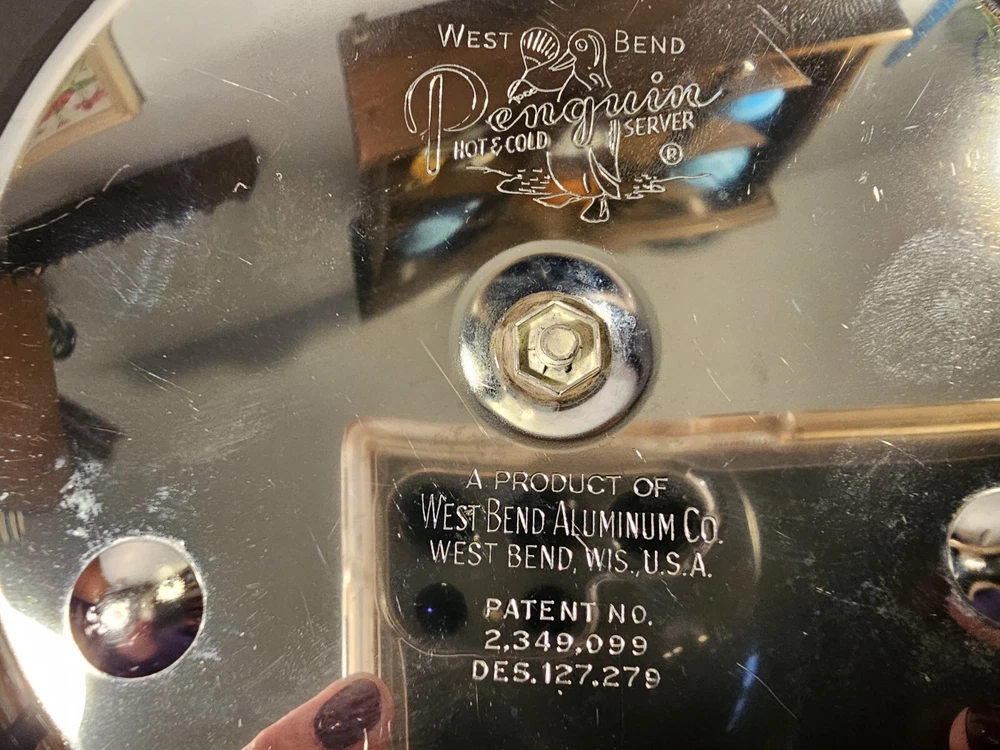 WEST BEND
Penguin
HOT & COLD SERVER
®
A PRODUCT OF
WEST BEND ALUMINUM CO.
WEST BEND, WIS., U.S.A.
PATENT NO.
2,349,099
DES.127.279